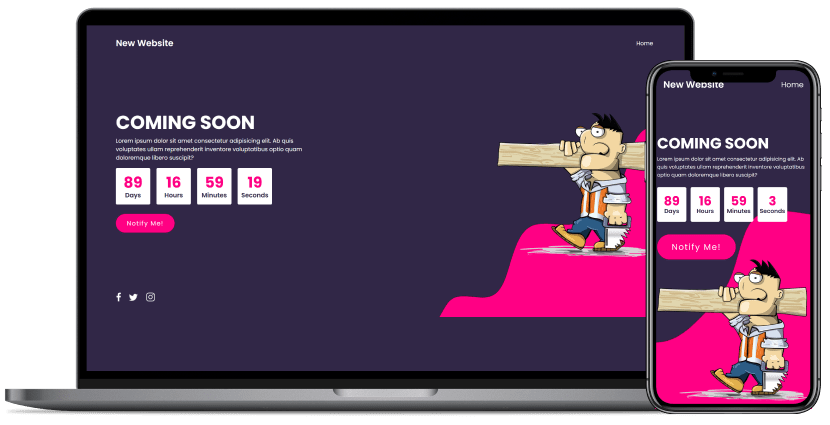 New Website
Home
COMING SOON
Lorem ipsum dolor sit amet consectetur adipisicing elit. Ab quis
voluptates ullam reprehenderit inventore voluptatibus optio quam
doloremque libero suscipit?
89 16 59 19
Days Hours Minutes Seconds
Notify Me!
New Website
Home
COMING SOON
Lorem ipsum dolor sit amet consectetur adipisicing elit. Ab
quis voluptates ullam reprehenderit inventore voluptatibus
optio quam doloremque libero suscipit?
89 16 59 3
Days Hours Minutes Seconds
Notify Me!